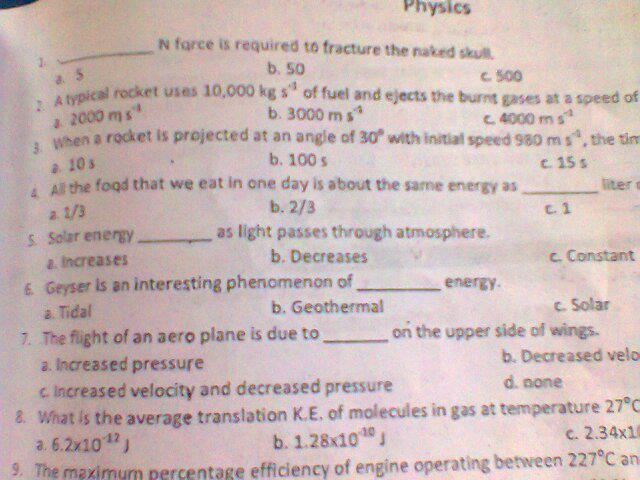 Physics
1. ________ N force is required to fracture the naked skull.
a. 5 b. 50 c. 500
2. A typical rocket uses 10,000 kg s⁻¹ of fuel and ejects the burnt gases at a speed of
a. 2000 m s⁻¹ b. 3000 m s⁻¹ c. 4000 m s⁻¹
3. When a rocket is projected at an angle of 30° with initial speed 980 m s⁻¹, the tim
a. 10 s b. 100 s c. 15 s
4. All the food that we eat in one day is about the same energy as ________ liter
a. 1/3 b. 2/3 c. 1
5. Solar energy ________ as light passes through atmosphere.
a. Increases b. Decreases c. Constant
6. Geyser is an interesting phenomenon of ________ energy.
a. Tidal b. Geothermal c. Solar
7. The flight of an aero plane is due to ________ on the upper side of wings.
a. Increased pressure b. Decreased velo
c. Increased velocity and decreased pressure d. none
8. What is the average translation K.E. of molecules in gas at temperature 27°C
a. 6.2x10⁻¹² J b. 1.28x10⁻¹⁰ J c. 2.34x1
9. The maximum percentage efficiency of engine operating between 227°C an